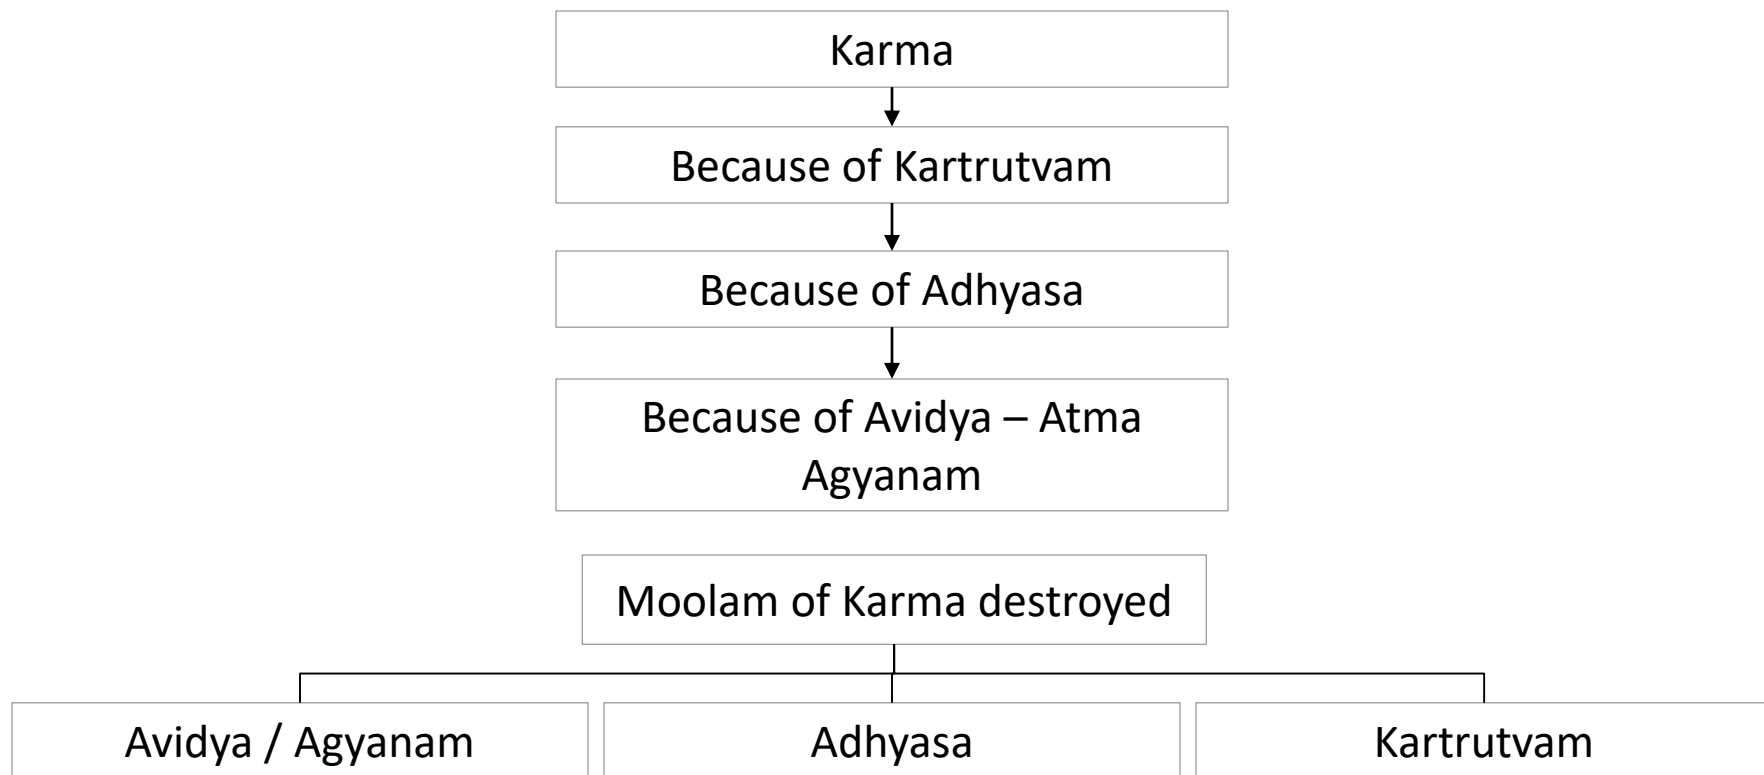 Karma
Because of Kartrutvam
Because of Adhyasa
Because of Avidya – Atma
Agyanam
Moolam of Karma destroyed
Avidya / Agyanam
Adhyasa
Kartrutvam